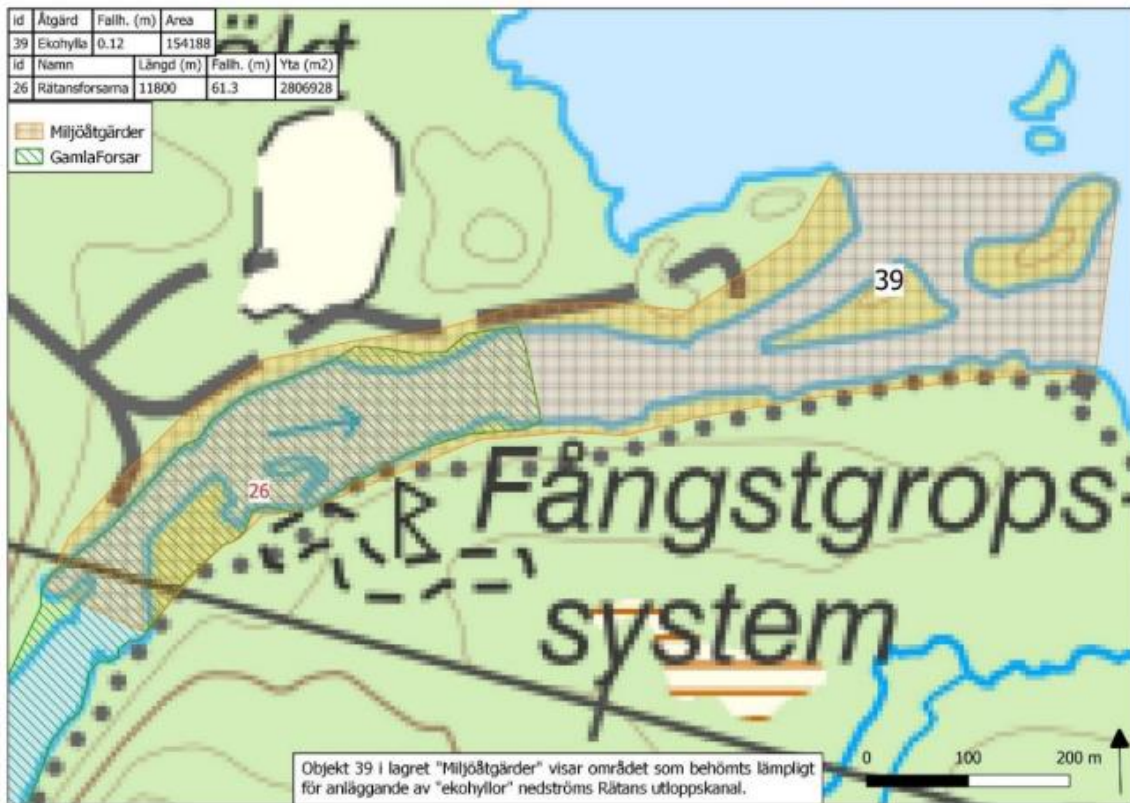 id Åtgärd Fallh. (m) Area
39 Ekohylla 0.12 154188
id Namn Längd (m) Fallh. (m) Yta (m2)
26 Rätansforsarna 11800 61.3 2806928
Miljöåtgärder
GamlaForsar
39
26
R
Fångstgrops-
system
0 100 200 m
Objekt 39 i lagret "Miljöåtgärder" visar området som behömts lämpligt
för anläggande av "ekohyllor" nedströms Rätans utloppskanal.